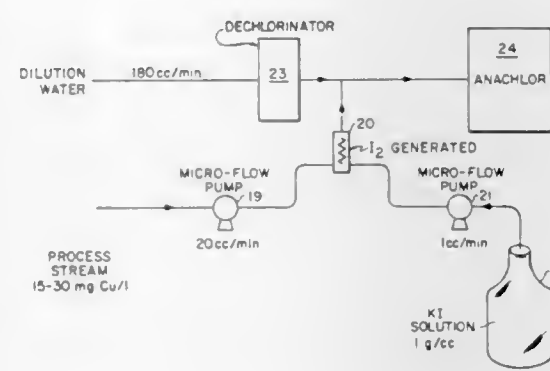 DECHLORINATOR
DILUTION
WATER
180cc/min
23
24
ANACHLOR
20
I2 GENERATED
MICRO-FLOW
PUMP
19
20cc/min
MICRO-FLOW
PUMP
21
1cc/min
PROCESS
STREAM
15-30 mg Cu/l
KI
SOLUTION
1 g/cc